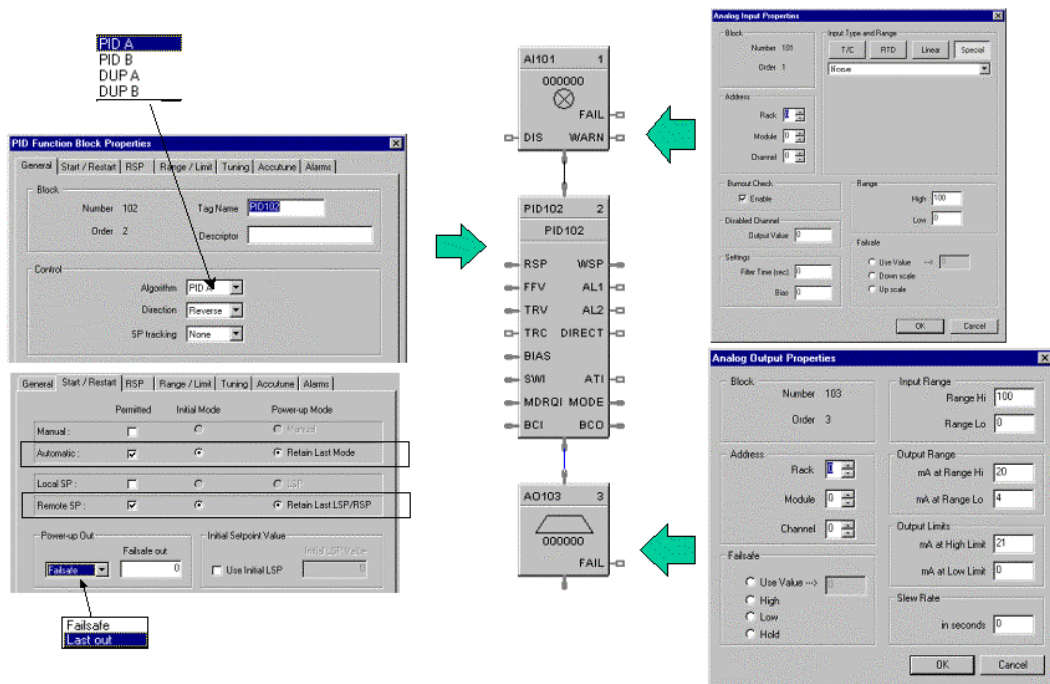 PID A
PID B
DUP A
DUP B
PID Function Block Properties
General Start / Restart RSP Range / Limit Tuning Accutune Alarms
Block
Number 102 Tag Name PID102
Order 2 Descriptor
Control
Algorithm PID A
Direction Reverse
SP tracking None
General Start / Restart RSP Range / Limit Tuning Accutune Alarms
Permitted Initial Mode Power-up Mode
Manual : Manual
Automatic : Retain Last Mode
Local SP : LSP
Remote SP : Retain Last LSP/RSP
Power-up Out
Failsafe out
Failsafe 0
Initial Setpoint Value
Initial LSP Value
Use Initial LSP 0
Failsafe
Last out
AI101 1
000000
FAIL
DIS WARN
PID102 2
PID102
RSP WSP
FFV AL1
TRV AL2
TRC DIRECT
BIAS
SWI ATI
MDRQI MODE
BCI BCO
AO103 3
000000
FAIL
Analog Input Properties
Block
Number 101
Order 1
Input Type and Range
T/C RTD Linear Special
None
Address
Rack 0
Module 0
Channel 0
Burnout Check
Enable
Disabled Channel
Output Value 0
Settings
Filter Time (sec) 0
Bias 0
Range
High 100
Low 0
Failsafe
Use Value --> 0
Down scale
Up scale
OK Cancel
Analog Output Properties
Block
Number 103
Order 3
Address
Rack 0
Module 0
Channel 0
Failsafe
Use Value ---> 0
High
Low
Hold
Input Range
Range Hi 100
Range Lo 0
Output Range
mA at Range Hi 20
mA at Range Lo 4
Output Limits
mA at High Limit 21
mA at Low Limit 0
Slew Rate
in seconds 0
OK Cancel